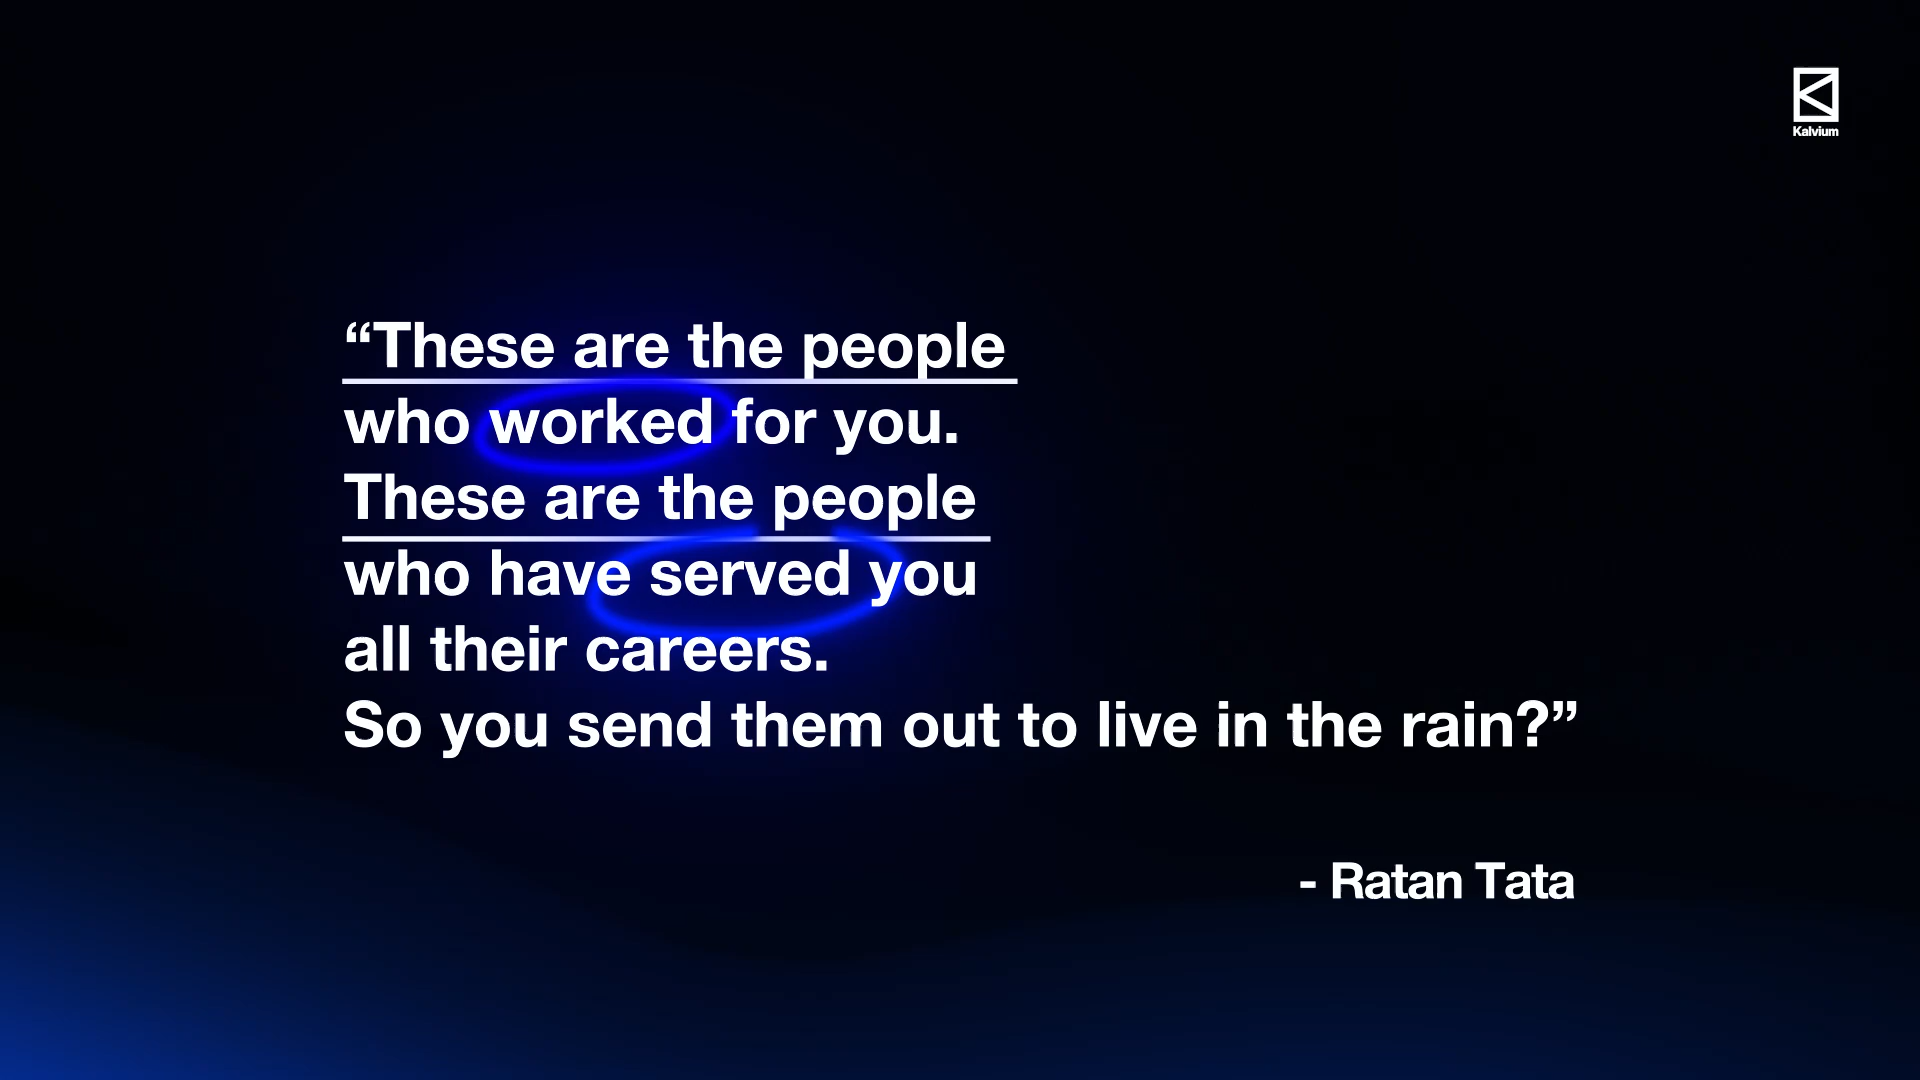 Kalvium
“These are the people
who worked for you.
These are the people
who have served you
all their careers.
So you send them out to live in the rain?”
- Ratan Tata